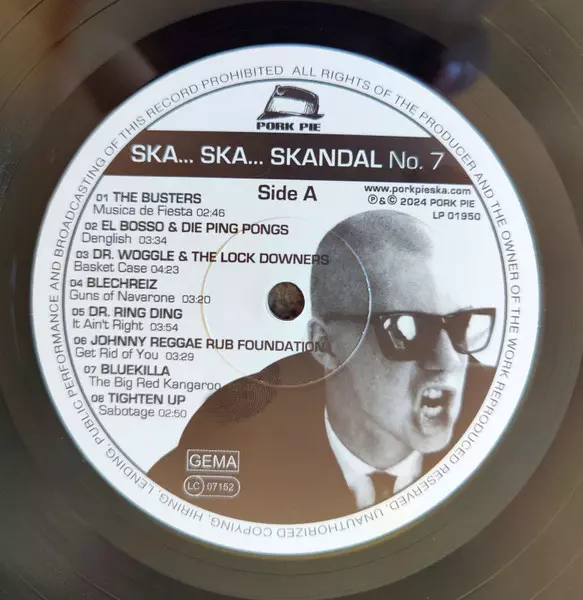 ALL RIGHTS OF THE PRODUCER AND THE OWNER OF THE WORK REPRODUCED RESERVED. UNAUTHORIZED COPYING, HIRING, LENDING, PUBLIC PERFORMANCE AND BROADCASTING OF THIS RECORD PROHIBITED
PORK PIE
SKA... SKA... SKANDAL No. 7
Side A
www.porkpieska.com
℗ & © 2024 PORK PIE
LP 01950
01 THE BUSTERS
Musica de Fiesta 02:46
02 EL BOSSO & DIE PING PONGS
Denglish 03:34
03 DR. WOGGLE & THE LOCK DOWNERS
Basket Case 04:23
04 BLECHREIZ
Guns of Navarone 03:20
05 DR. RING DING
It Ain't Right 03:54
06 JOHNNY REGGAE RUB FOUNDATION
Get Rid of You 03:29
07 BLUEKILLA
The Big Red Kangaroo
08 TIGHTEN UP
Sabotage 02:50
GEMA
LC 07152